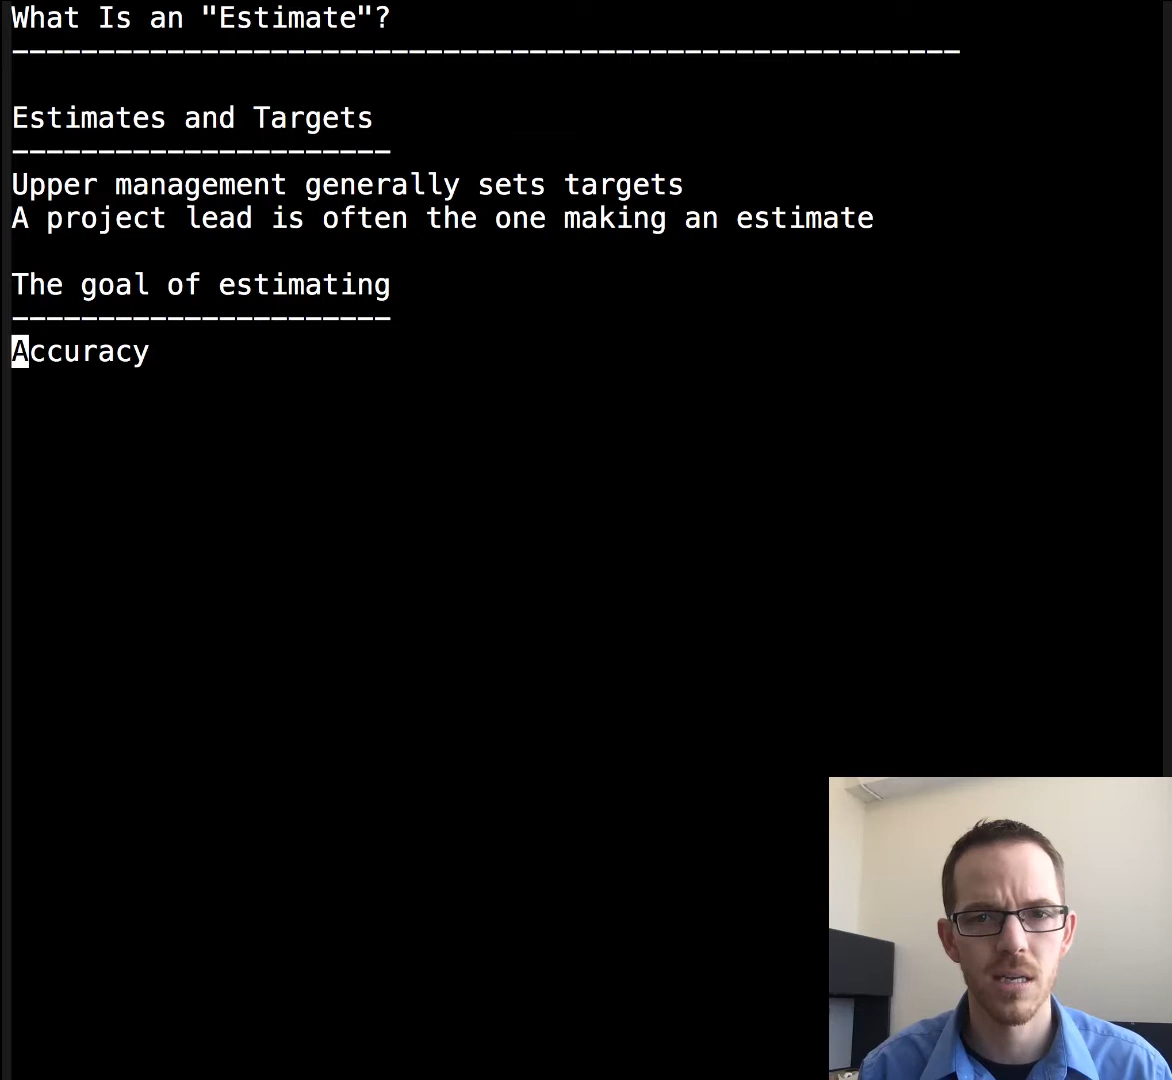 What Is an "Estimate"?
-------------------------------------------------------
Estimates and Targets
----------------------
Upper management generally sets targets
A project lead is often the one making an estimate
The goal of estimating
----------------------
Accuracy